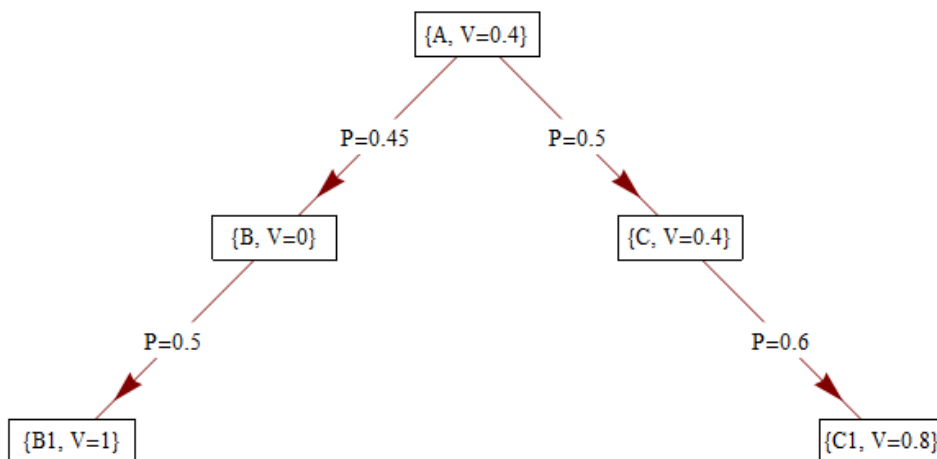 {A, V=0.4}
P=0.45
P=0.5
{B, V=0}
{C, V=0.4}
P=0.5
P=0.6
{B1, V=1}
{C1, V=0.8}